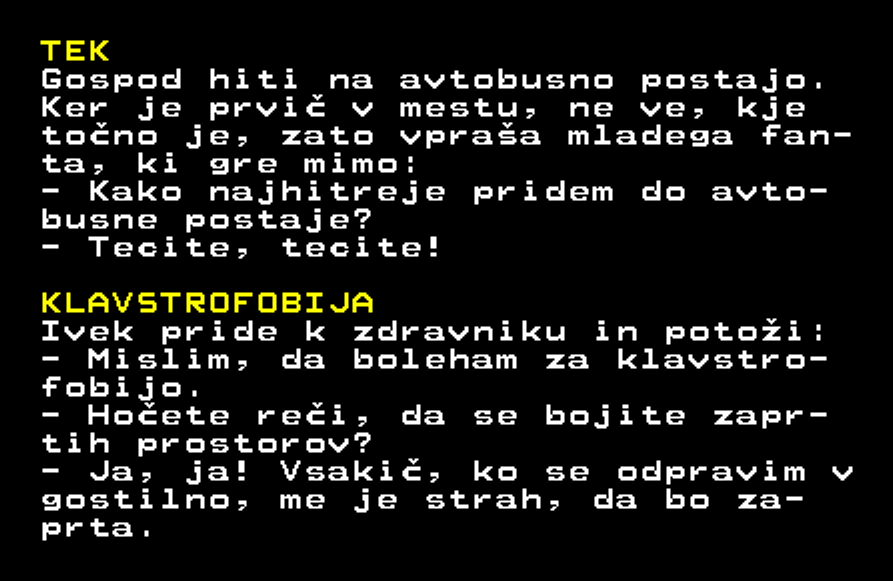 TEK
Gospod hiti na avtobusno postajo.
Ker je prvič v mestu, ne ve, kje
točno je, zato vpraša mladega fan-
ta, ki gre mimo:
- Kako najhitreje pridem do avto-
busne postaje?
- Tecite, tecite!

KLAVSTROFOBIJA
Ivek pride k zdravniku in potoži:
- Mislim, da boleham za klavstro-
fobijo.
- Hočete reči, da se bojite zapr-
tih prostorov?
- Ja, ja! Vsakič, ko se odpravim v
gostilno, me je strah, da bo za-
prta.